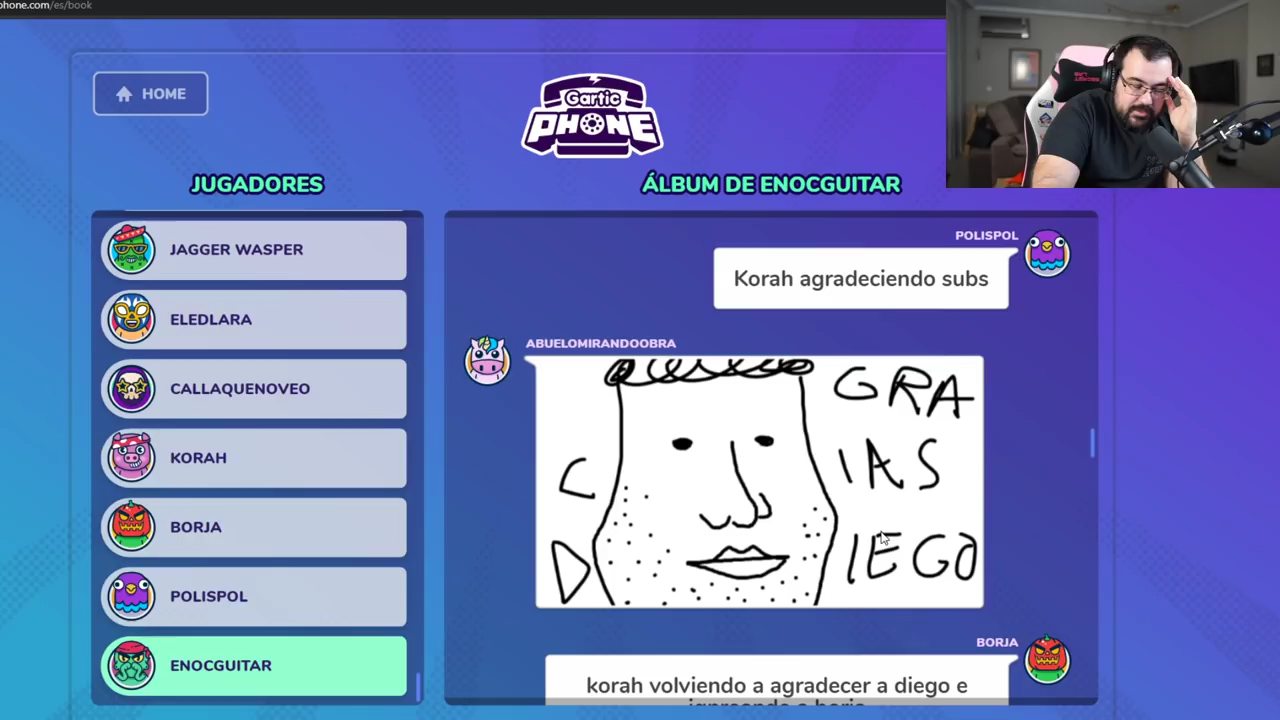 phone.com/es/book
HOME
Gartic
PHONE
JUGADORES
ÁLBUM DE ENOCGUITAR
JAGGER WASPER
ELEDLARA
CALLAQUENOVEO
KORAH
BORJA
POLISPOL
ENOCGUITAR
POLISPOL
Korah agradeciendo subs
ABUELOMIRANDOOBRA
GRA
C IAS
D IEGO
BORJA
korah volviendo a agradecer a diego e